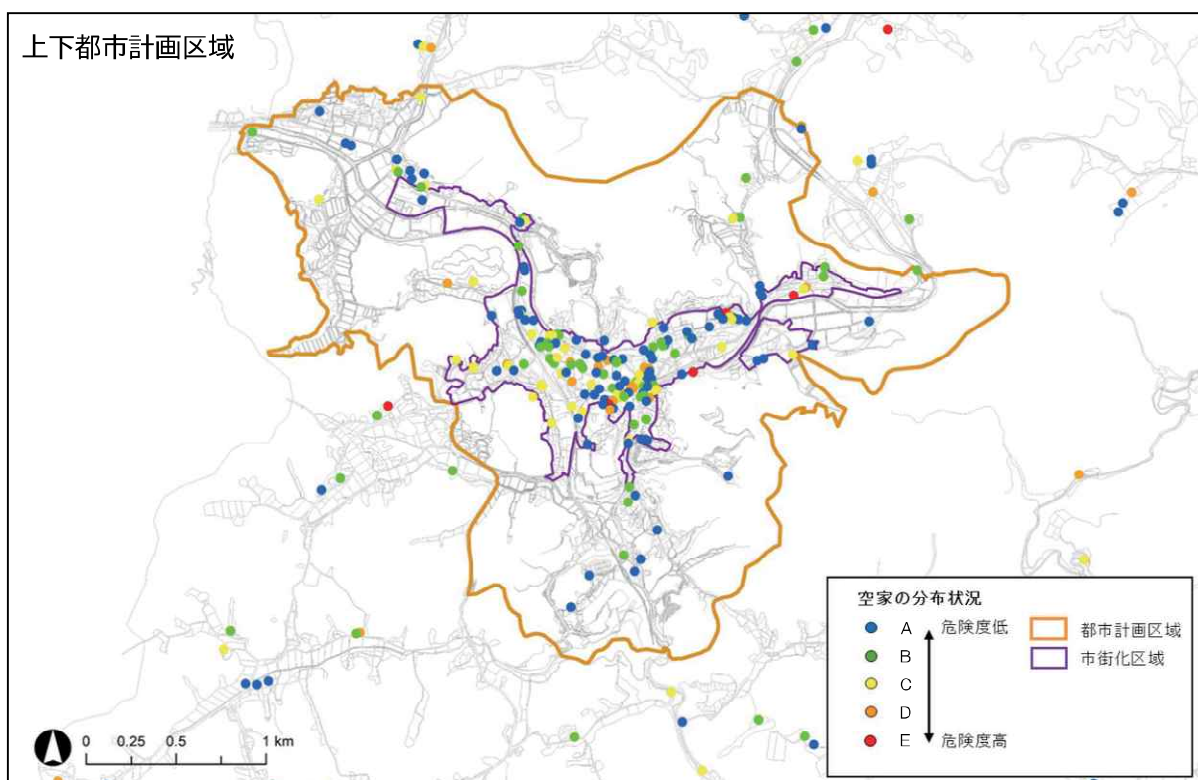 上下都市計画区域
空家の分布状況
A 危険度低
B
C
D
E 危険度高
都市計画区域
市街化区域
0 0.25 0.5 1 km